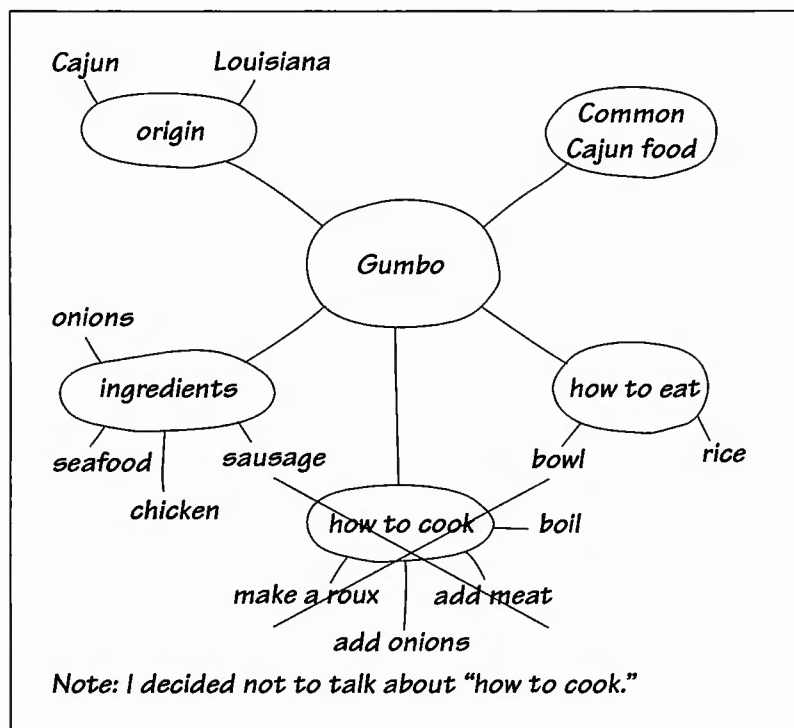 Cajun
Louisiana
origin
Common
Cajun food
Gumbo
onions
ingredients
how to eat
seafood
sausage
chicken
bowl
rice
how to cook
boil
make a roux
add meat
add onions
Note: I decided not to talk about “how to cook.”